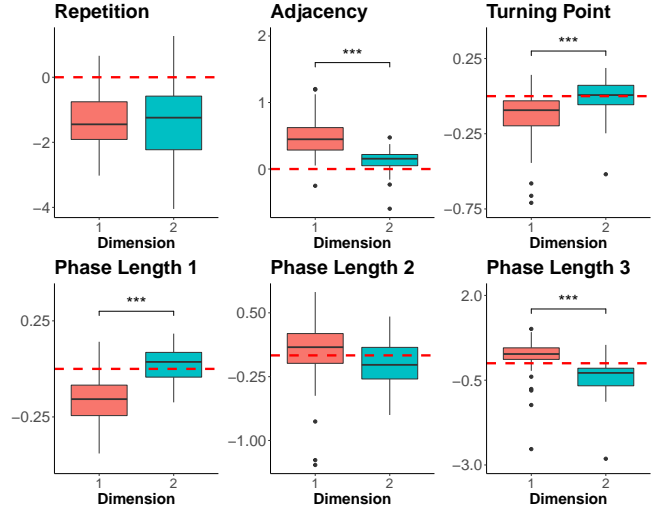 Repetition
0
−2
−4
1 2
Dimension
Adjacency
2
1
0
***
1 2
Dimension
Turning Point
0.25
−0.25
−0.75
***
1 2
Dimension
Phase Length 1
0.25
−0.25
***
1 2
Dimension
Phase Length 2
0.50
−0.25
−1.00
1 2
Dimension
Phase Length 3
2.0
−0.5
−3.0
***
1 2
Dimension